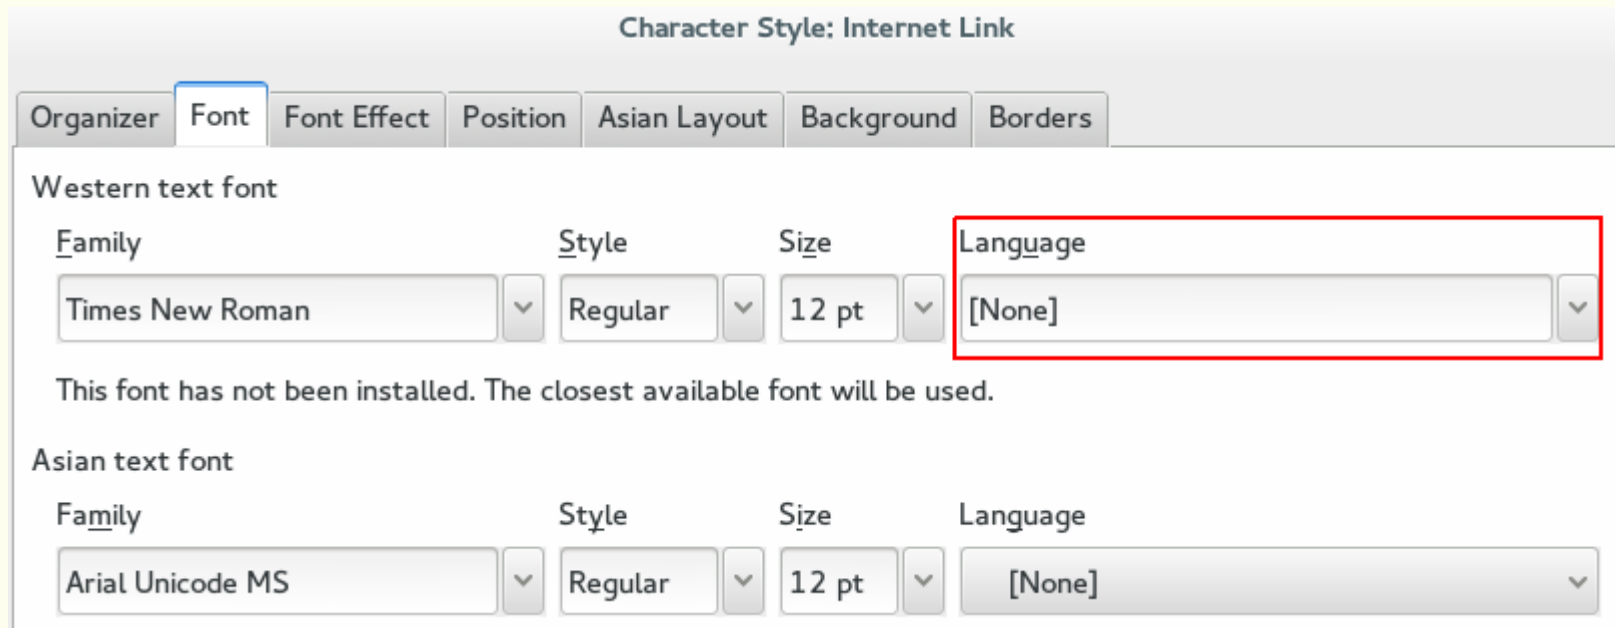 Character Style: Internet Link
Organizer Font Font Effect Position Asian Layout Background Borders
Western text font
Family Style Size Language
Times New Roman Regular 12 pt [None]
This font has not been installed. The closest available font will be used.
Asian text font
Family Style Size Language
Arial Unicode MS Regular 12 pt [None]